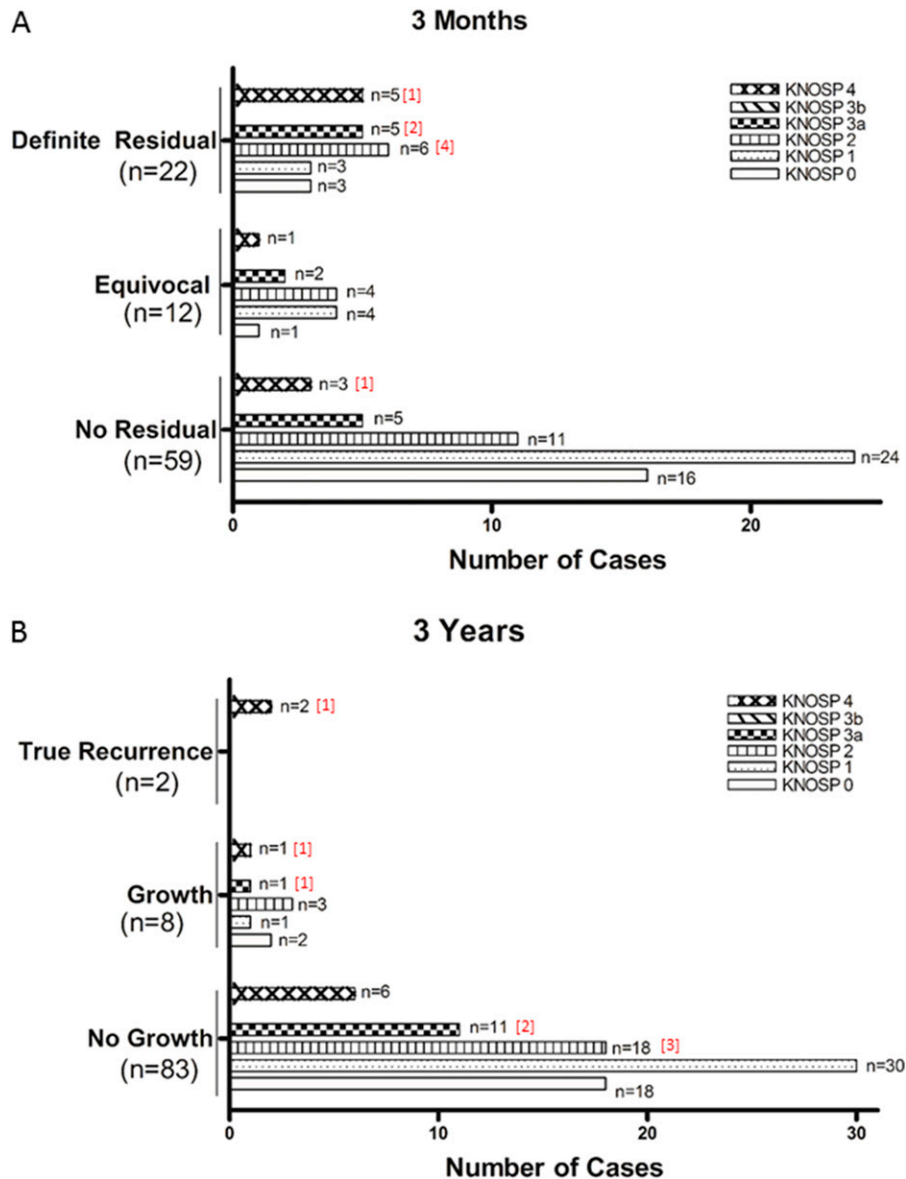 A
3 Months
n=5 [1]
n=5 [2]
Definite Residual
n=6 [4]
(n=22)
n=3
n=3
KNOSP 4
KNOSP 3b
KNOSP 3a
KNOSP 2
KNOSP 1
KNOSP 0
n=1
n=2
Equivocal
n=4
(n=12)
n=4
n=1
n=3 [1]
n=5
No Residual
n=11
(n=59)
n=24
n=16
0 10 20
Number of Cases
B
3 Years
n=2 [1]
True Recurrence
(n=2)
KNOSP 4
KNOSP 3b
KNOSP 3a
KNOSP 2
KNOSP 1
KNOSP 0
n=1 [1]
n=1 [1]
Growth
n=3
(n=8)
n=1
n=2
n=6
n=11 [2]
No Growth
n=18 [3]
(n=83)
n=30
n=18
0 10 20 30
Number of Cases